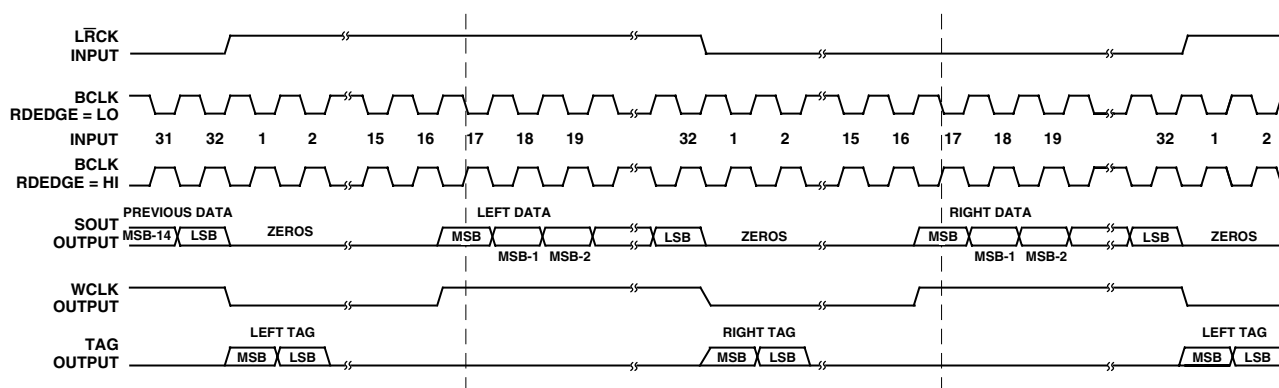 LR̅CK
INPUT
BCLK
RDEDGE = LO
INPUT 31 32 1 2 15 16 17 18 19 32 1 2 15 16 17 18 19 32 1 2
BCLK
RDEDGE = HI
PREVIOUS DATA LEFT DATA RIGHT DATA
SOUT
OUTPUT MSB-14 LSB ZEROS MSB LSB ZEROS MSB LSB ZEROS
MSB-1 MSB-2 MSB-1 MSB-2
WCLK
OUTPUT
LEFT TAG RIGHT TAG LEFT TAG
TAG
OUTPUT MSB LSB MSB LSB MSB LSB